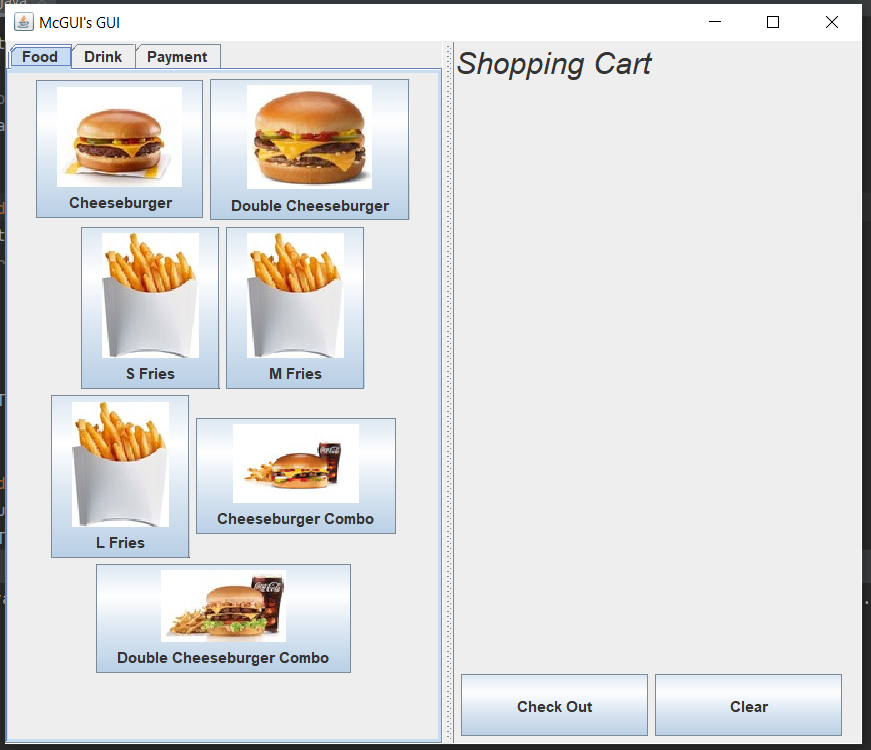 McGUI's GUI
Food Drink Payment
Shopping Cart
Cheeseburger
Double Cheeseburger
S Fries
M Fries
L Fries
Cheeseburger Combo
Double Cheeseburger Combo
Check Out
Clear